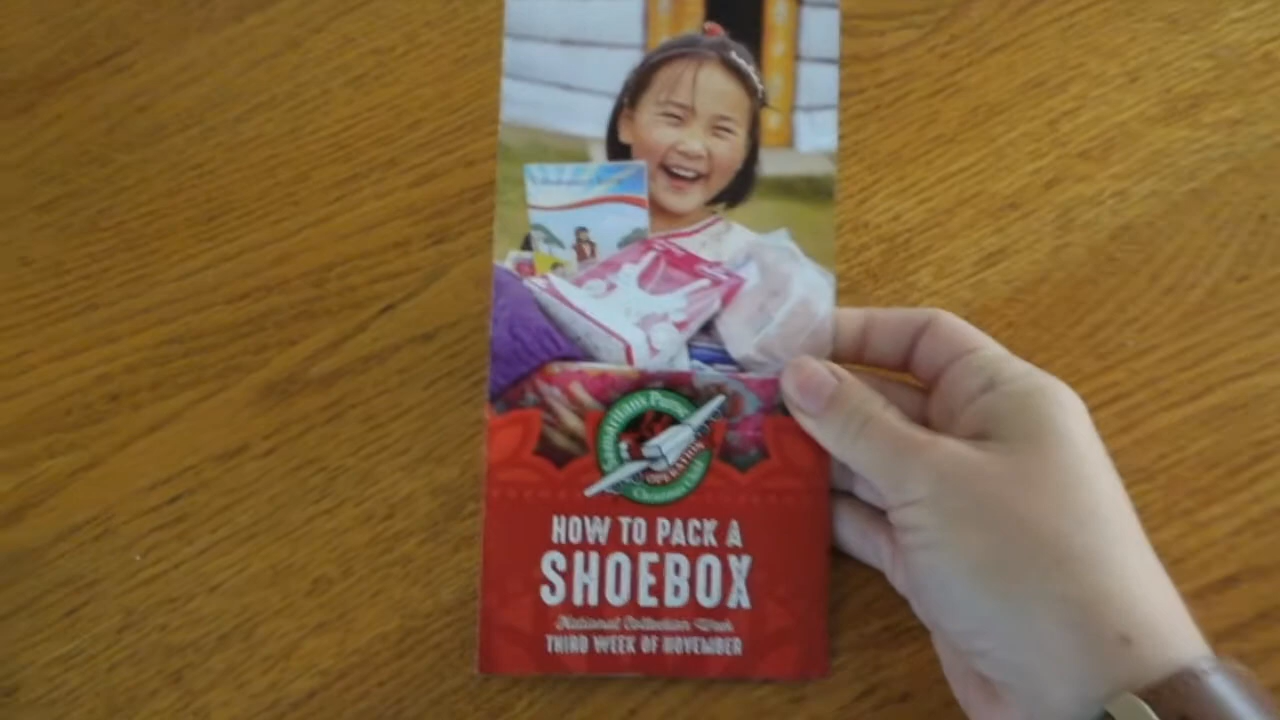 Samaritan's Purse
OPERATION
Christmas Child
HOW TO PACK A
SHOEBOX
National Collection Week
THIRD WEEK OF NOVEMBER